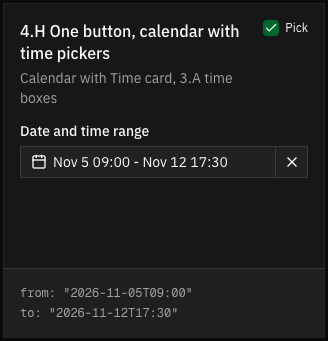 4.H One button, calendar with
time pickers
Pick
Calendar with Time card, 3.A time
boxes
Date and time range
Nov 5 09:00 - Nov 12 17:30
from: "2026-11-05T09:00"
to: "2026-11-12T17:30"